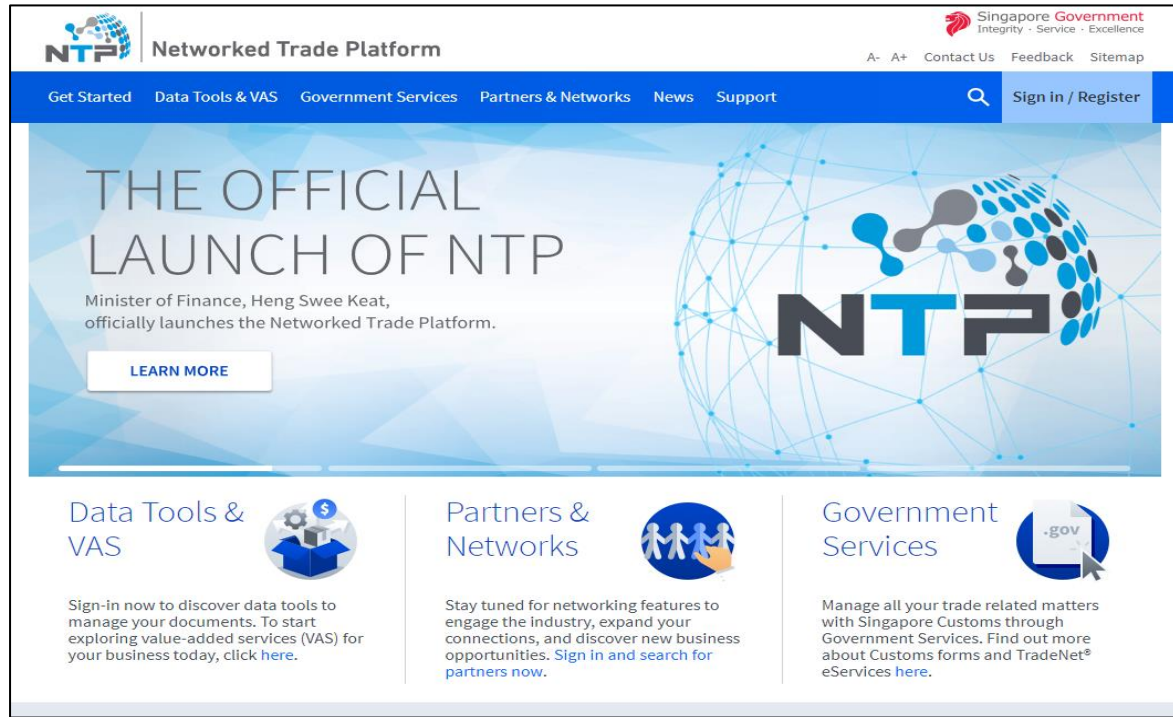 NTP
Networked Trade Platform
Singapore Government
Integrity · Service · Excellence
A- A+ Contact Us Feedback Sitemap
Get Started Data Tools & VAS Government Services Partners & Networks News Support Sign in / Register
THE OFFICIAL
LAUNCH OF NTP
Minister of Finance, Heng Swee Keat,
officially launches the Networked Trade Platform.
LEARN MORE
NTP
Data Tools &
VAS
$
Sign-in now to discover data tools to
manage your documents. To start
exploring value-added services (VAS) for
your business today, click here.
Partners &
Networks
Stay tuned for networking features to
engage the industry, expand your
connections, and discover new business
opportunities. Sign in and search for
partners now.
Government
Services
.gov
Manage all your trade related matters
with Singapore Customs through
Government Services. Find out more
about Customs forms and TradeNet®
eServices here.